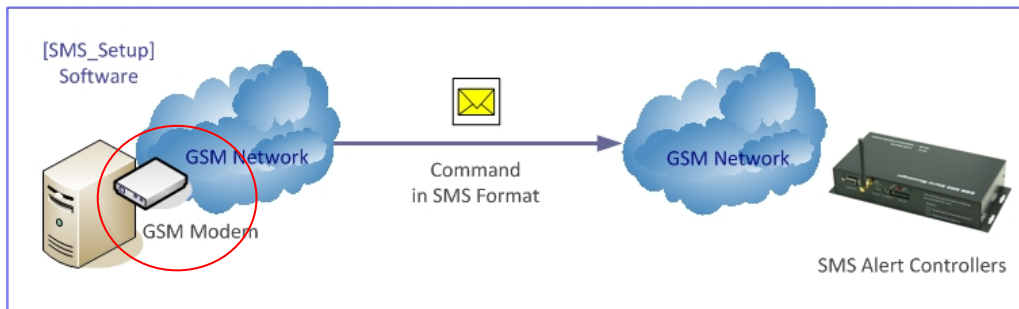 [SMS_Setup]
Software
GSM Network
GSM Modem
Command
in SMS Format
GSM Network
SMS Alert Controllers